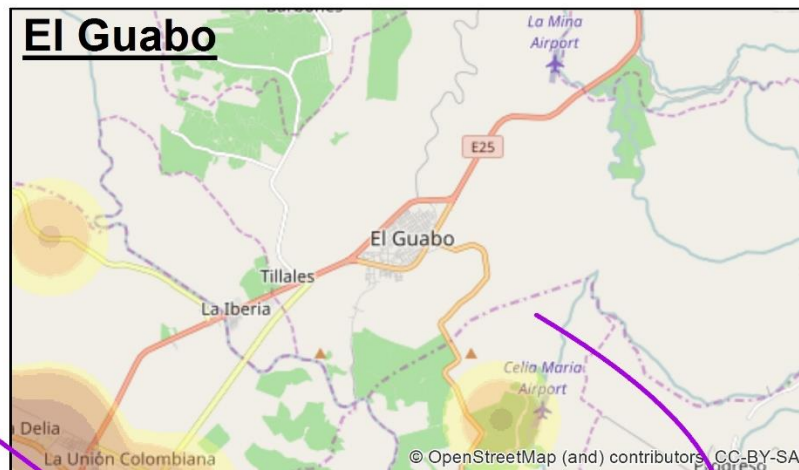 El Guabo
La Mina
Airport
E25
El Guabo
Tillales
La Iberia
Celia Maria
Airport
Delia
La Unión Colombiana
© OpenStreetMap (and) contributors, CC-BY-SA